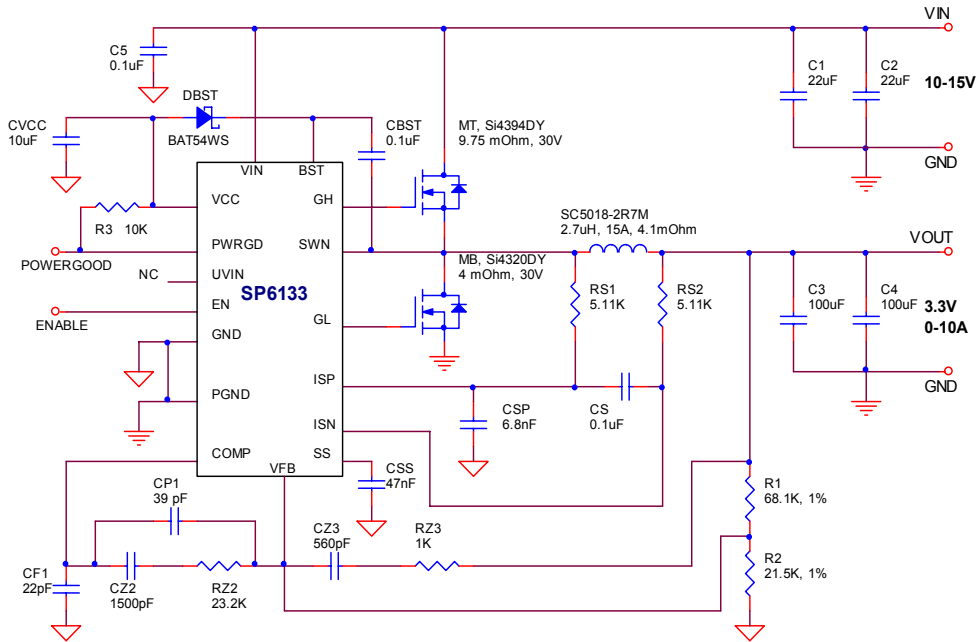 VIN
C5
0.1uF
C1
22uF
C2
22uF
10-15V
DBST
BAT54WS
CVCC
10uF
CBST
0.1uF
MT, Si4394DY
9.75 mOhm, 30V
GND
VIN
BST
VCC
GH
R3 10K
SC5018-2R7M
2.7uH, 15A, 4.1mOhm
PWRGD
SWN
VOUT
POWERGOOD
MB, Si4320DY
4 mOhm, 30V
NC
UVIN
SP6133
RS1
5.11K
RS2
5.11K
C3
100uF
C4
100uF
3.3V
0-10A
EN
ENABLE
GL
GND
ISP
GND
PGND
CSP
6.8nF
CS
0.1uF
ISN
COMP
VFB
SS
CSS
47nF
CP1
39 pF
R1
68.1K, 1%
CZ3
560pF
RZ3
1K
R2
21.5K, 1%
CF1
22pF
CZ2
1500pF
RZ2
23.2K